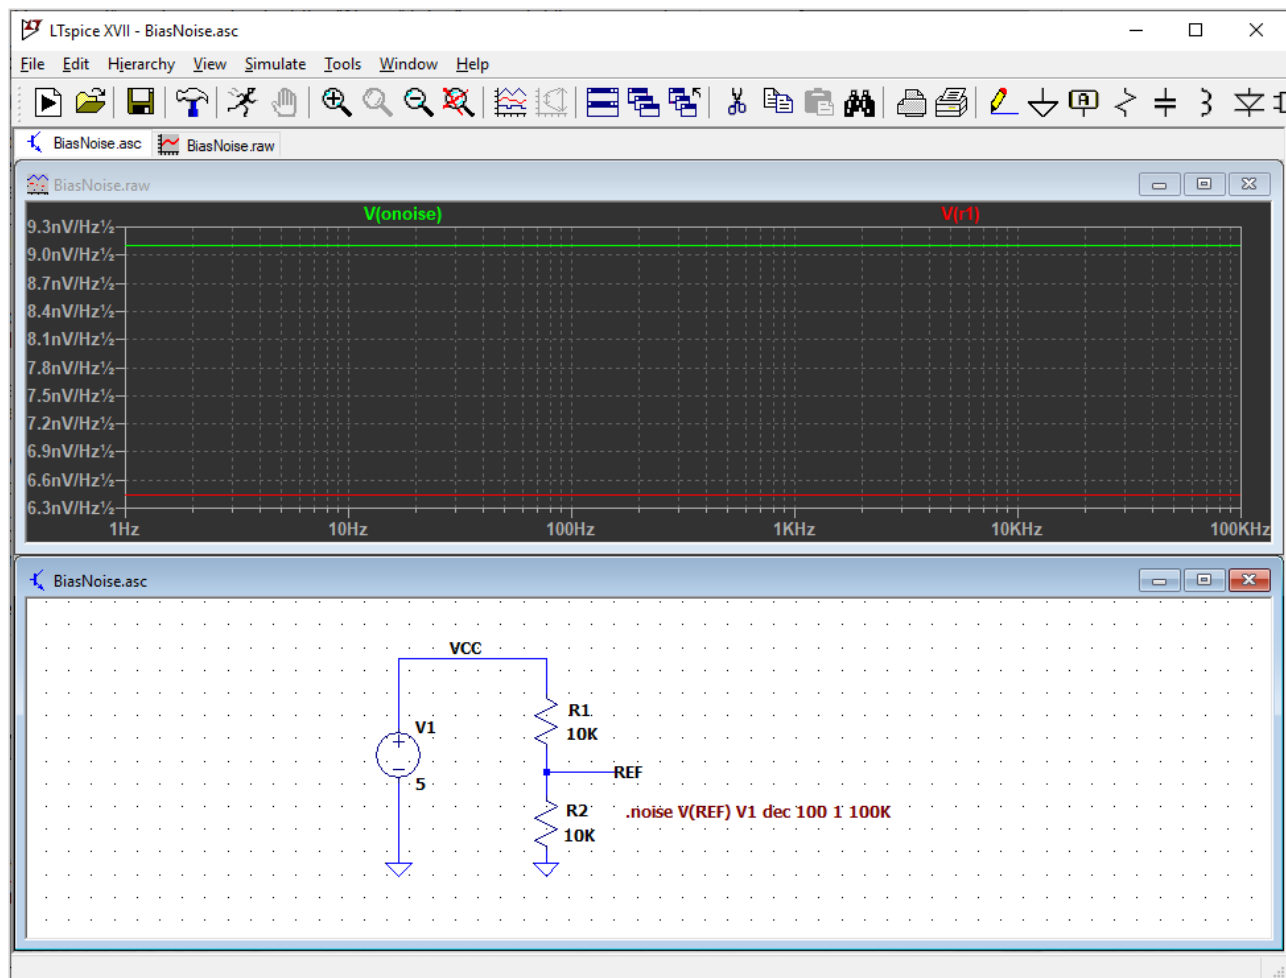 LTspice XVII - BiasNoise.asc
File Edit Hierarchy View Simulate Tools Window Help
BiasNoise.asc BiasNoise.raw
BiasNoise.raw
V(onoise) V(r1)
9.3nV/Hz½
9.0nV/Hz½
8.7nV/Hz½
8.4nV/Hz½
8.1nV/Hz½
7.8nV/Hz½
7.5nV/Hz½
7.2nV/Hz½
6.9nV/Hz½
6.6nV/Hz½
6.3nV/Hz½
1Hz 10Hz 100Hz 1KHz 10KHz 100KHz
BiasNoise.asc
VCC
R1
10K
V1
5
REF
R2
10K
.noise V(REF) V1 dec 100 1 100K